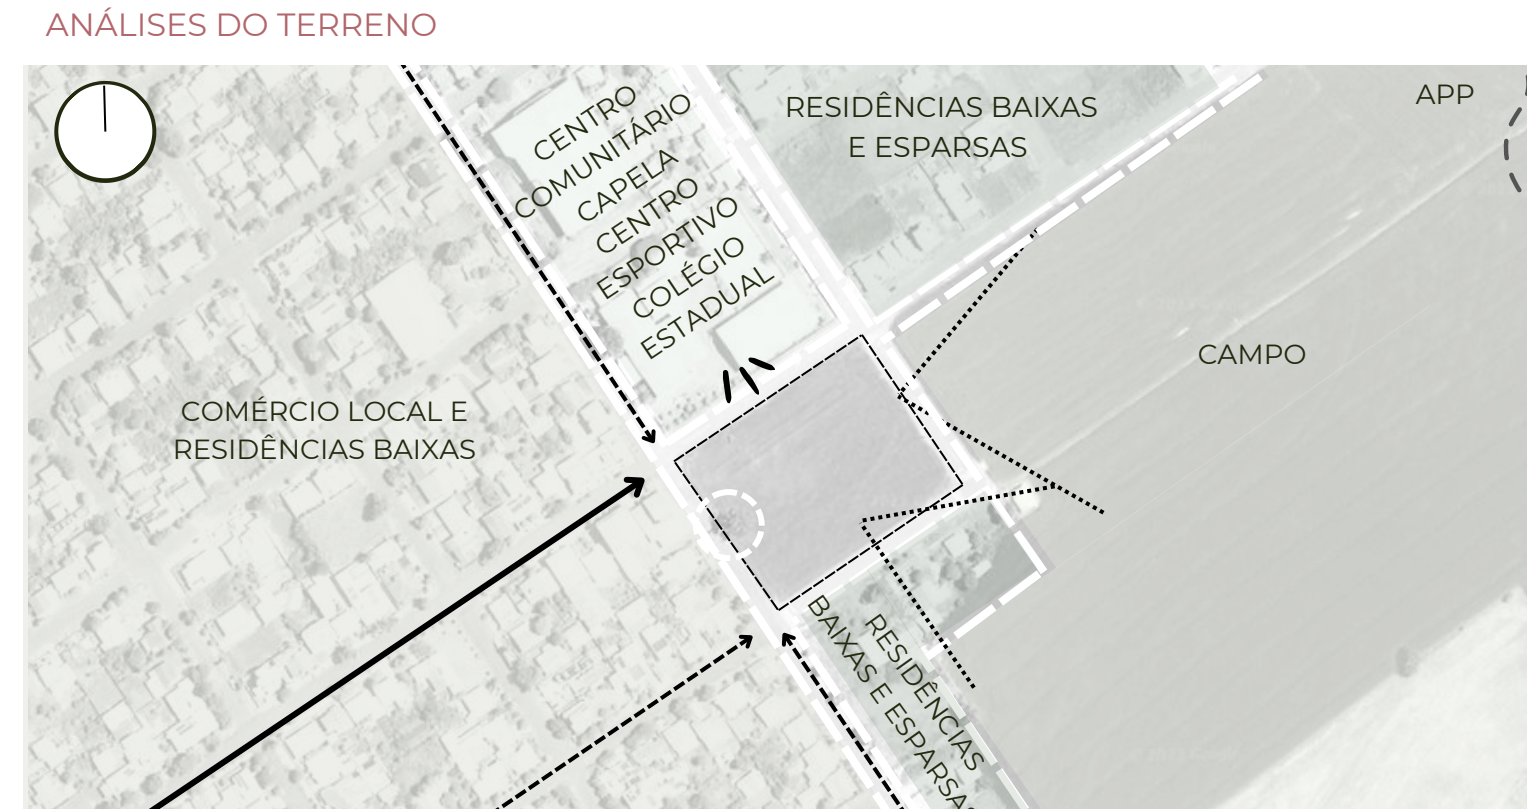 ANÁLISES DO TERRENO
CENTRO
COMUNITÁRIO
CAPELA
CENTRO
ESPORTIVO
COLÉGIO
ESTADUAL
RESIDÊNCIAS BAIXAS
E ESPARSAS
APP
CAMPO
COMÉRCIO LOCAL E
RESIDÊNCIAS BAIXAS
RESIDÊNCIAS
BAIXAS E ESPARSAS